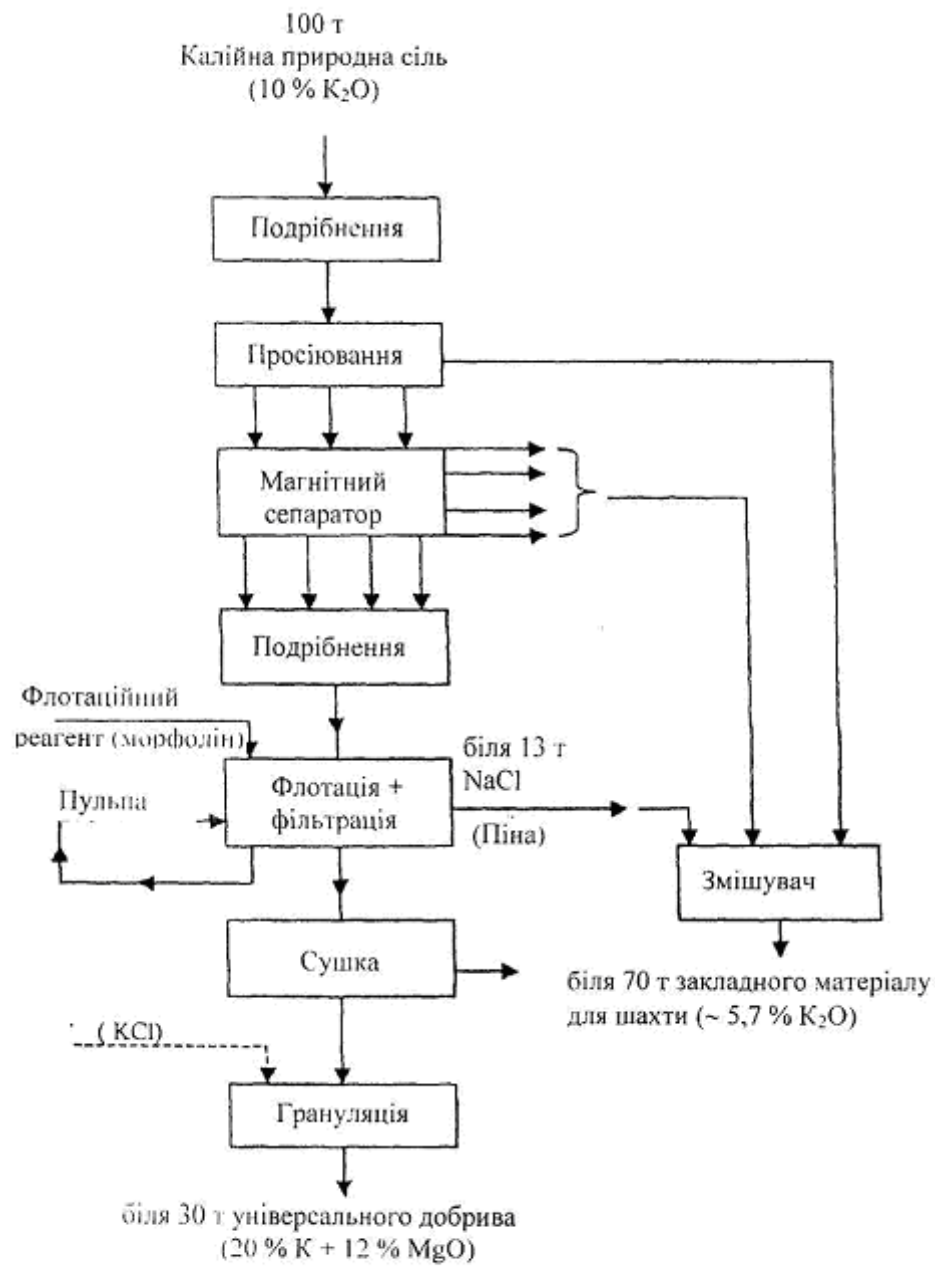 100 т
Калійна природна сіль
(10 % K₂O)
Подрібнення
Просіювання
Магнітний
сепаратор
Подрібнення
Флотаційний
реагент (морфолін)
Пульпа
Флотація +
фільтрація
біля 13 т
NaCl
(Піна)
Змішувач
Сушка
біля 70 т закладного матеріалу
для шахти (~ 5,7 % K₂O)
( KCl)
Грануляція
біля 30 т універсального добрива
(20 % K + 12 % MgO)